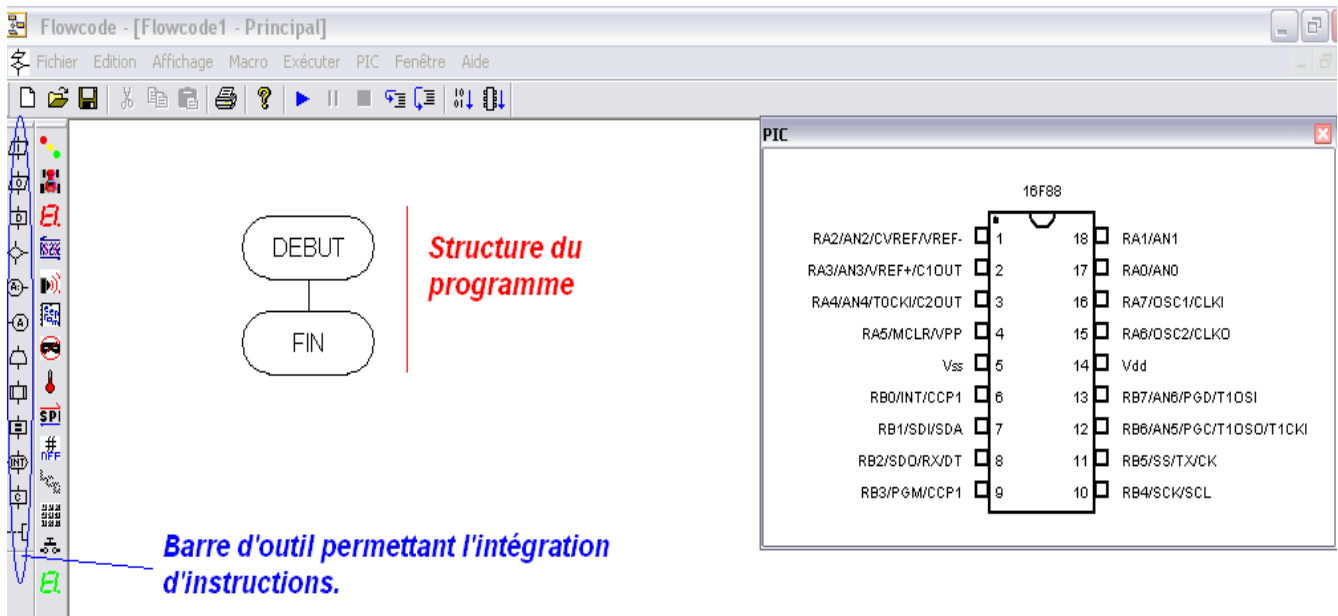 Flowcode - [Flowcode1 - Principal]
Fichier Edition Affichage Macro Exécuter PIC Fenêtre Aide
PIC
16F88
DEBUT
FIN
Structure du
programme
RA2/AN2/CVREF/VREF- 1 18 RA1/AN1
RA3/AN3/VREF+/C1OUT 2 17 RA0/AN0
RA4/AN4/T0CKI/C2OUT 3 16 RA7/OSC1/CLKI
RA5/MCLR/VPP 4 15 RA6/OSC2/CLKO
Vss 5 14 Vdd
RB0/INT/CCP1 6 13 RB7/AN6/PGD/T1OSI
RB1/SDI/SDA 7 12 RB6/AN5/PGC/T1OSO/T1CKI
RB2/SDO/RX/DT 8 11 RB5/SS/TX/CK
RB3/PGM/CCP1 9 10 RB4/SCK/SCL
SPI
INT
C
Barre d'outil permettant l'intégration
d'instructions.